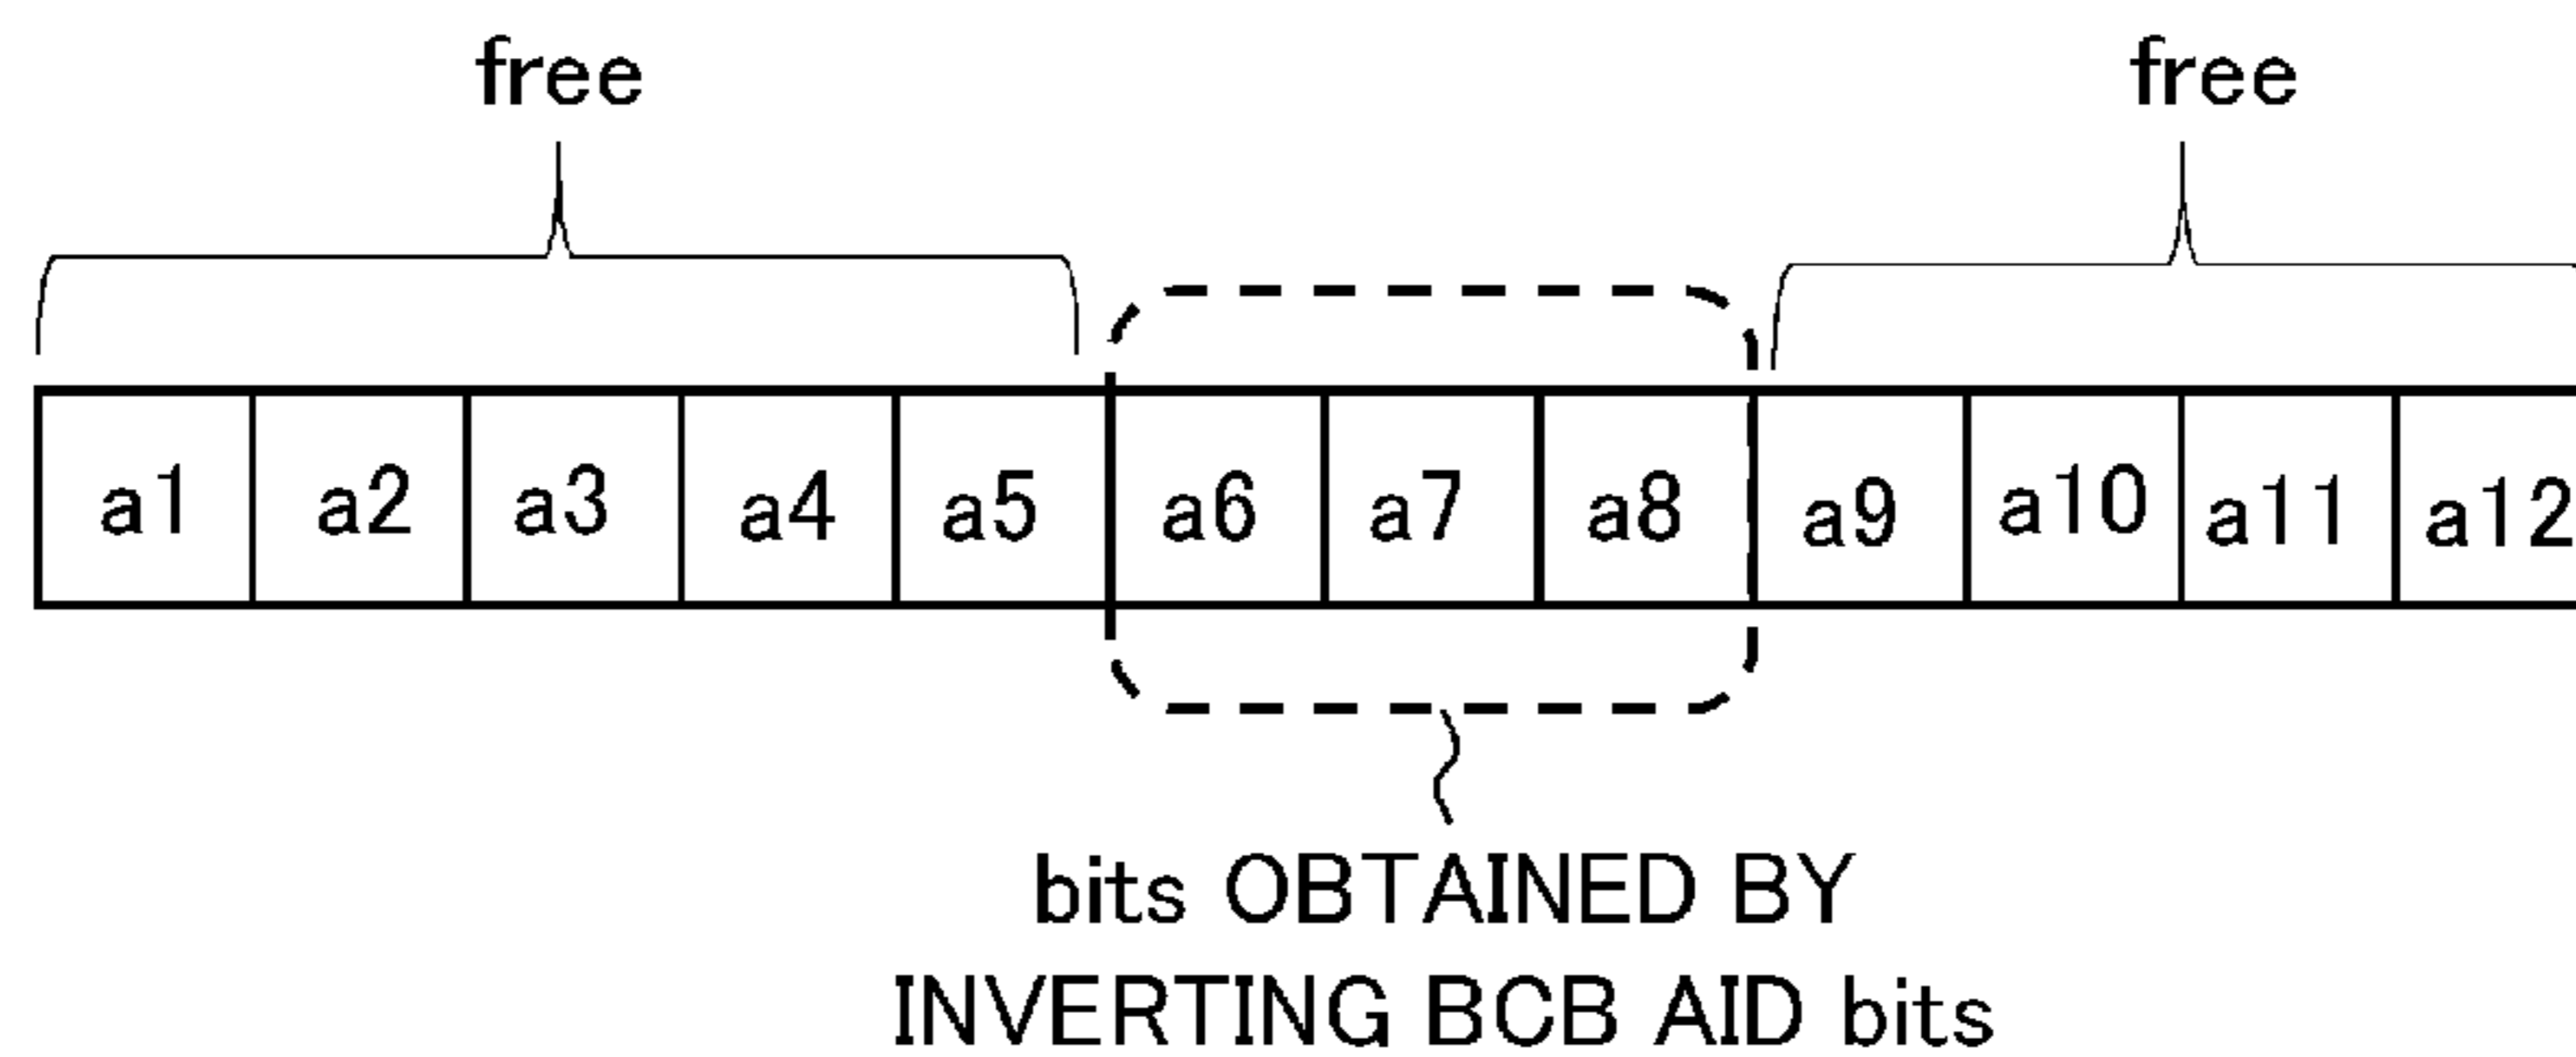 free free
a1 a2 a3 a4 a5 a6 a7 a8 a9 a10 a11 a12
bits OBTAINED BY
INVERTING BCB AID bits